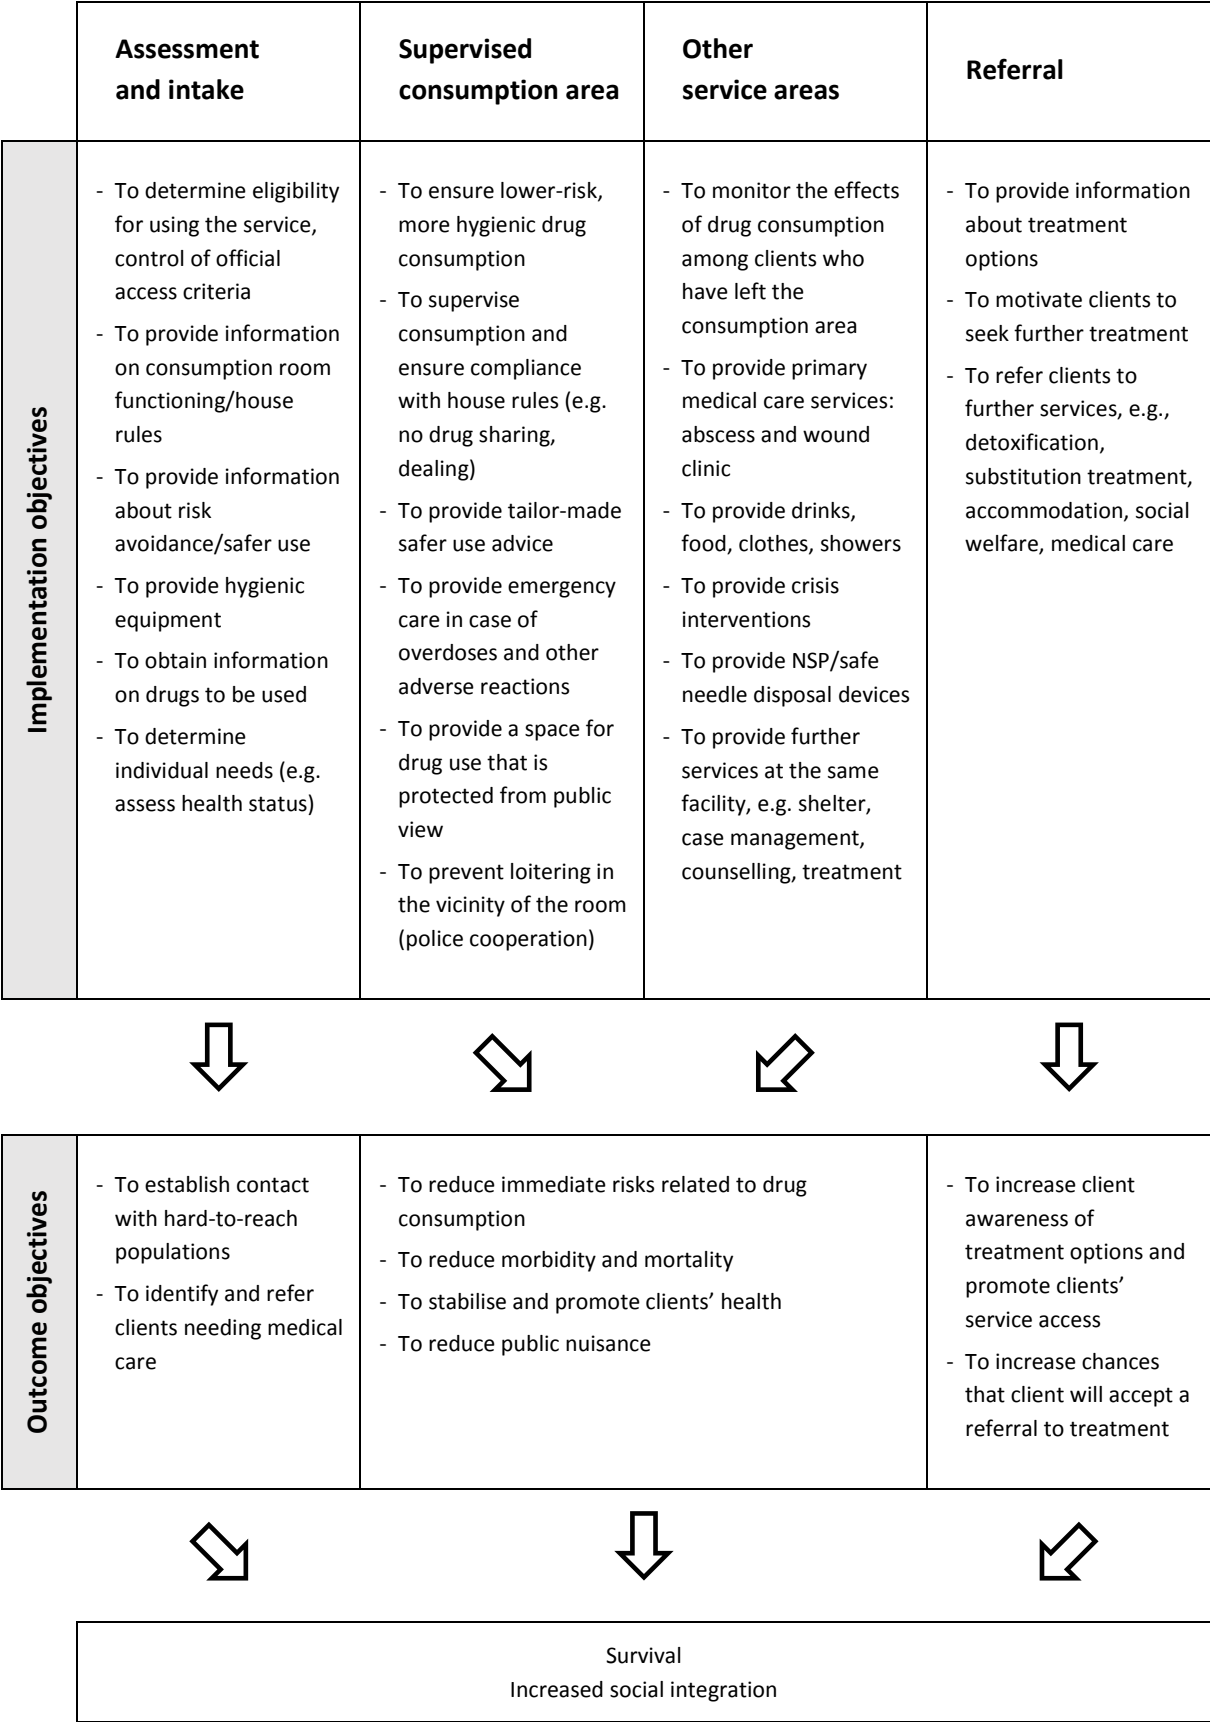 Assessment
and intake
Supervised
consumption area
Other
service areas
Referral
Implementation objectives
- To determine eligibility
for using the service,
control of official
access criteria
- To provide information
on consumption room
functioning/house
rules
- To provide information
about risk
avoidance/safer use
- To provide hygienic
equipment
- To obtain information
on drugs to be used
- To determine
individual needs (e.g.
assess health status)
- To ensure lower-risk,
more hygienic drug
consumption
- To supervise
consumption and
ensure compliance
with house rules (e.g.
no drug sharing,
dealing)
- To provide tailor-made
safer use advice
- To provide emergency
care in case of
overdoses and other
adverse reactions
- To provide a space for
drug use that is
protected from public
view
- To prevent loitering in
the vicinity of the room
(police cooperation)
- To monitor the effects
of drug consumption
among clients who
have left the
consumption area
- To provide primary
medical care services:
abscess and wound
clinic
- To provide drinks,
food, clothes, showers
- To provide crisis
interventions
- To provide NSP/safe
needle disposal devices
- To provide further
services at the same
facility, e.g. shelter,
case management,
counselling, treatment
- To provide information
about treatment
options
- To motivate clients to
seek further treatment
- To refer clients to
further services, e.g.,
detoxification,
substitution treatment,
accommodation, social
welfare, medical care
Outcome objectives
- To establish contact
with hard-to-reach
populations
- To identify and refer
clients needing medical
care
- To reduce immediate risks related to drug
consumption
- To reduce morbidity and mortality
- To stabilise and promote clients’ health
- To reduce public nuisance
- To increase client
awareness of
treatment options and
promote clients’
service access
- To increase chances
that client will accept a
referral to treatment
Survival
Increased social integration